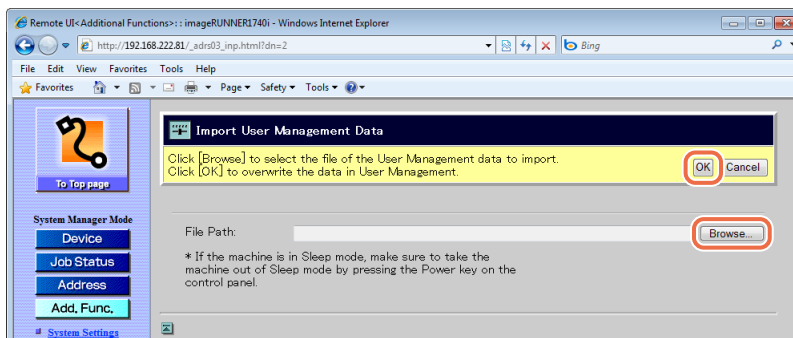 Remote UI<Additional Functions>: : imageRUNNER1740i - Windows Internet Explorer
http://192.168.222.81/_adrs03_inp.html?dn=2
Bing
File Edit View Favorites Tools Help
Favorites Page Safety Tools
To Top page
Import User Management Data
Click [Browse] to select the file of the User Management data to import.
Click [OK] to overwrite the data in User Management.
OK Cancel
System Manager Mode
Device
Job Status
Address
Add. Func.
System Settings
File Path:
Browse...
* If the machine is in Sleep mode, make sure to take the
machine out of Sleep mode by pressing the Power key on the
control panel.